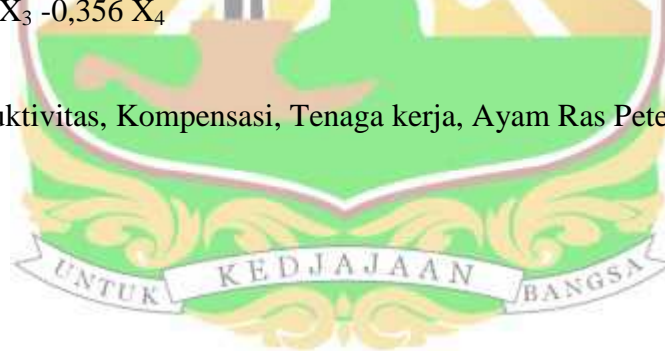 X₃ -0,356 X₄
uktivitas, Kompensasi, Tenaga kerja, Ayam Ras Pete
UNTUK KEDJAJAAN BANGSA